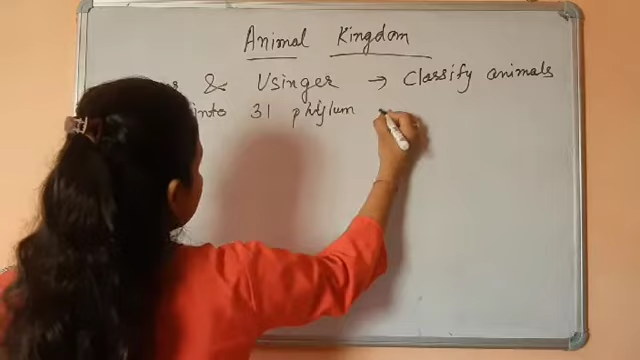 Animal Kingdom
& Usinger → Classify animals
into 31 phylum